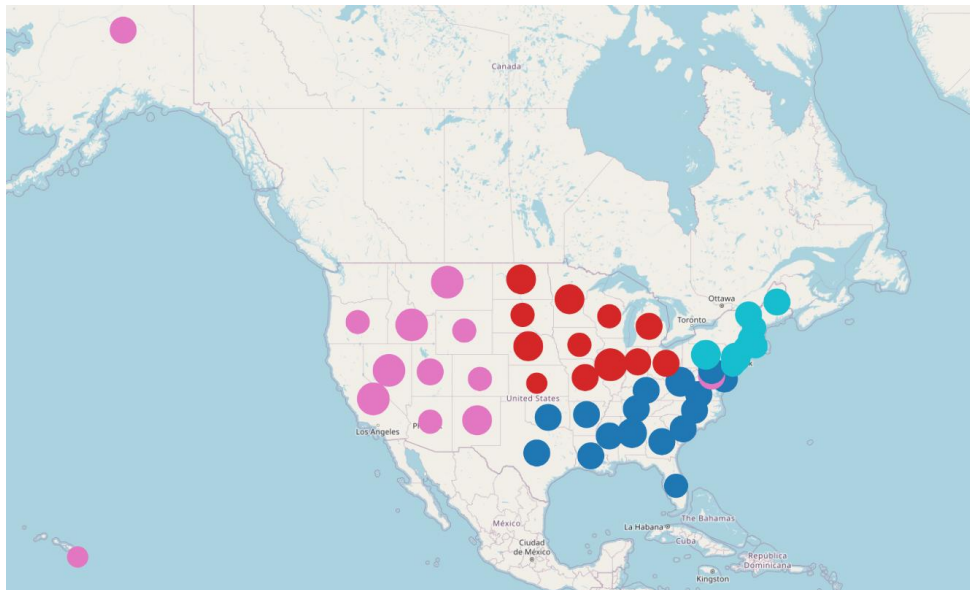 Canada
Ottawa
Toronto
United States
Los Angeles
Ph
México
La Habana
The Bahamas
Cuba
Ciudad
de México
República
Dominicana
Kingston